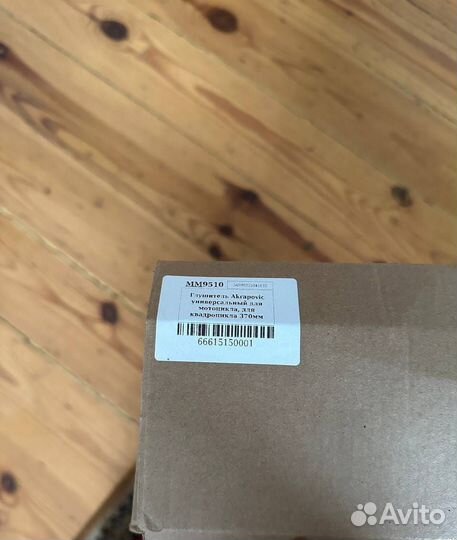 MM9510
Глушитель Akrapovic
универсальный для
мотоцикла, для
квадроцикла 370мм
66615150001
Avito